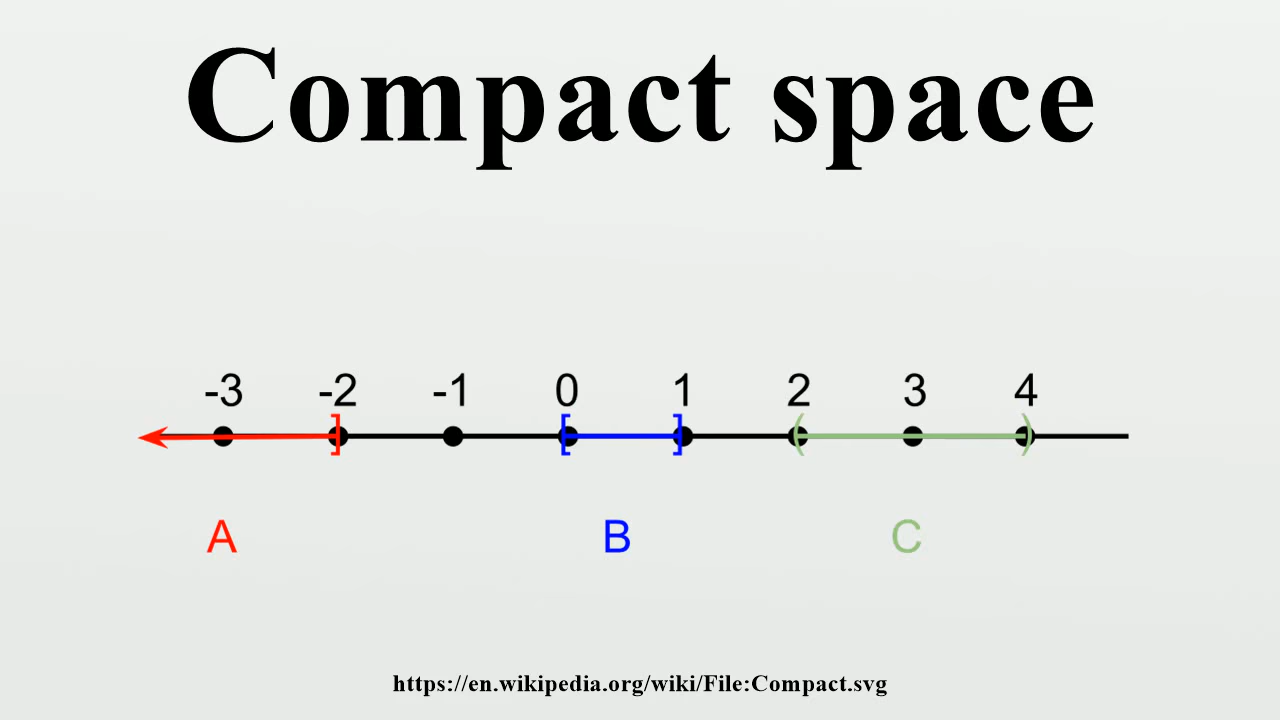 Compact space
-3 -2 -1 0 1 2 3 4
] [ ] ( )
A B C
https://en.wikipedia.org/wiki/File:Compact.svg